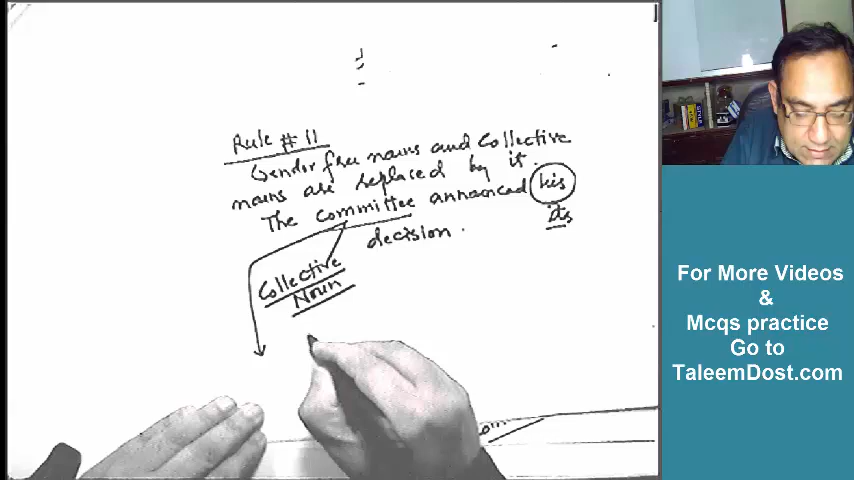 Rule # 11
Gender free nouns and Collective
nouns are replaced by it.
The committee announced his
its
decision.
Collective
Noun
om
For More Videos
&
Mcqs practice
Go to
TaleemDost.com